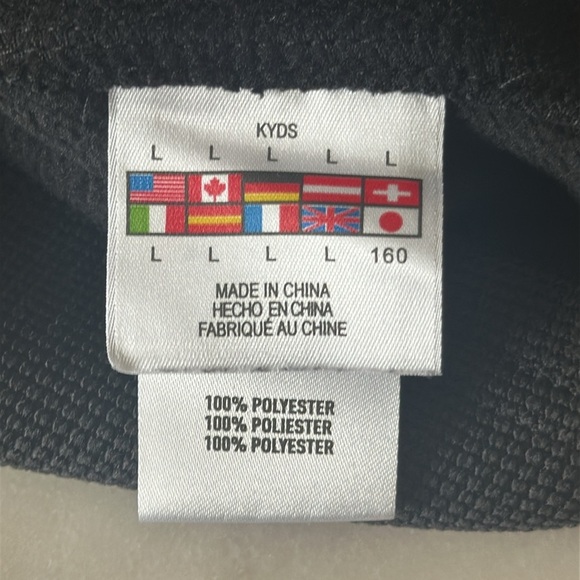 KYDS
L L L L L
L L L L 160
MADE IN CHINA
HECHO EN CHINA
FABRIQUÉ AU CHINE
100% POLYESTER
100% POLIESTER
100% POLYESTER